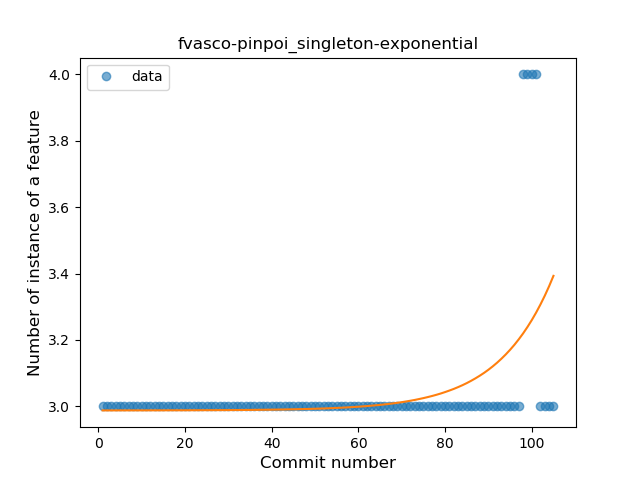 fvasco-pinpoi_singleton-exponential
data
Number of instance of a feature
4.0
3.8
3.6
3.4
3.2
3.0
0 20 40 60 80 100
Commit number